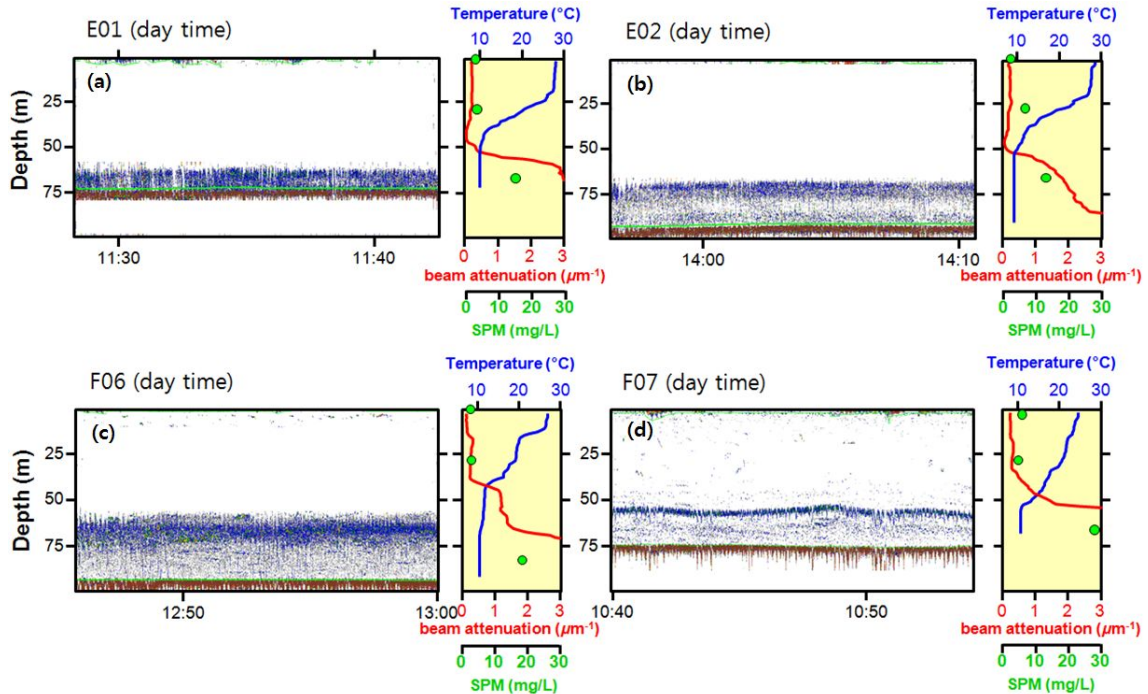 E01 (day time)
Temperature (°C)
10 20 30
(a)
Depth (m)
25
50
75
11:30 11:40
0 1 2 3
beam attenuation (µm⁻¹)
0 10 20 30
SPM (mg/L)
E02 (day time)
Temperature (°C)
10 20 30
(b)
25
50
75
14:00 14:10
0 1 2 3
beam attenuation (µm⁻¹)
0 10 20 30
SPM (mg/L)
F06 (day time)
Temperature (°C)
10 20 30
(c)
Depth (m)
25
50
75
12:50 13:00
0 1 2 3
beam attenuation (µm⁻¹)
0 10 20 30
SPM (mg/L)
F07 (day time)
Temperature (°C)
10 20 30
(d)
25
50
75
10:40 10:50
0 1 2 3
beam attenuation (µm⁻¹)
0 10 20 30
SPM (mg/L)